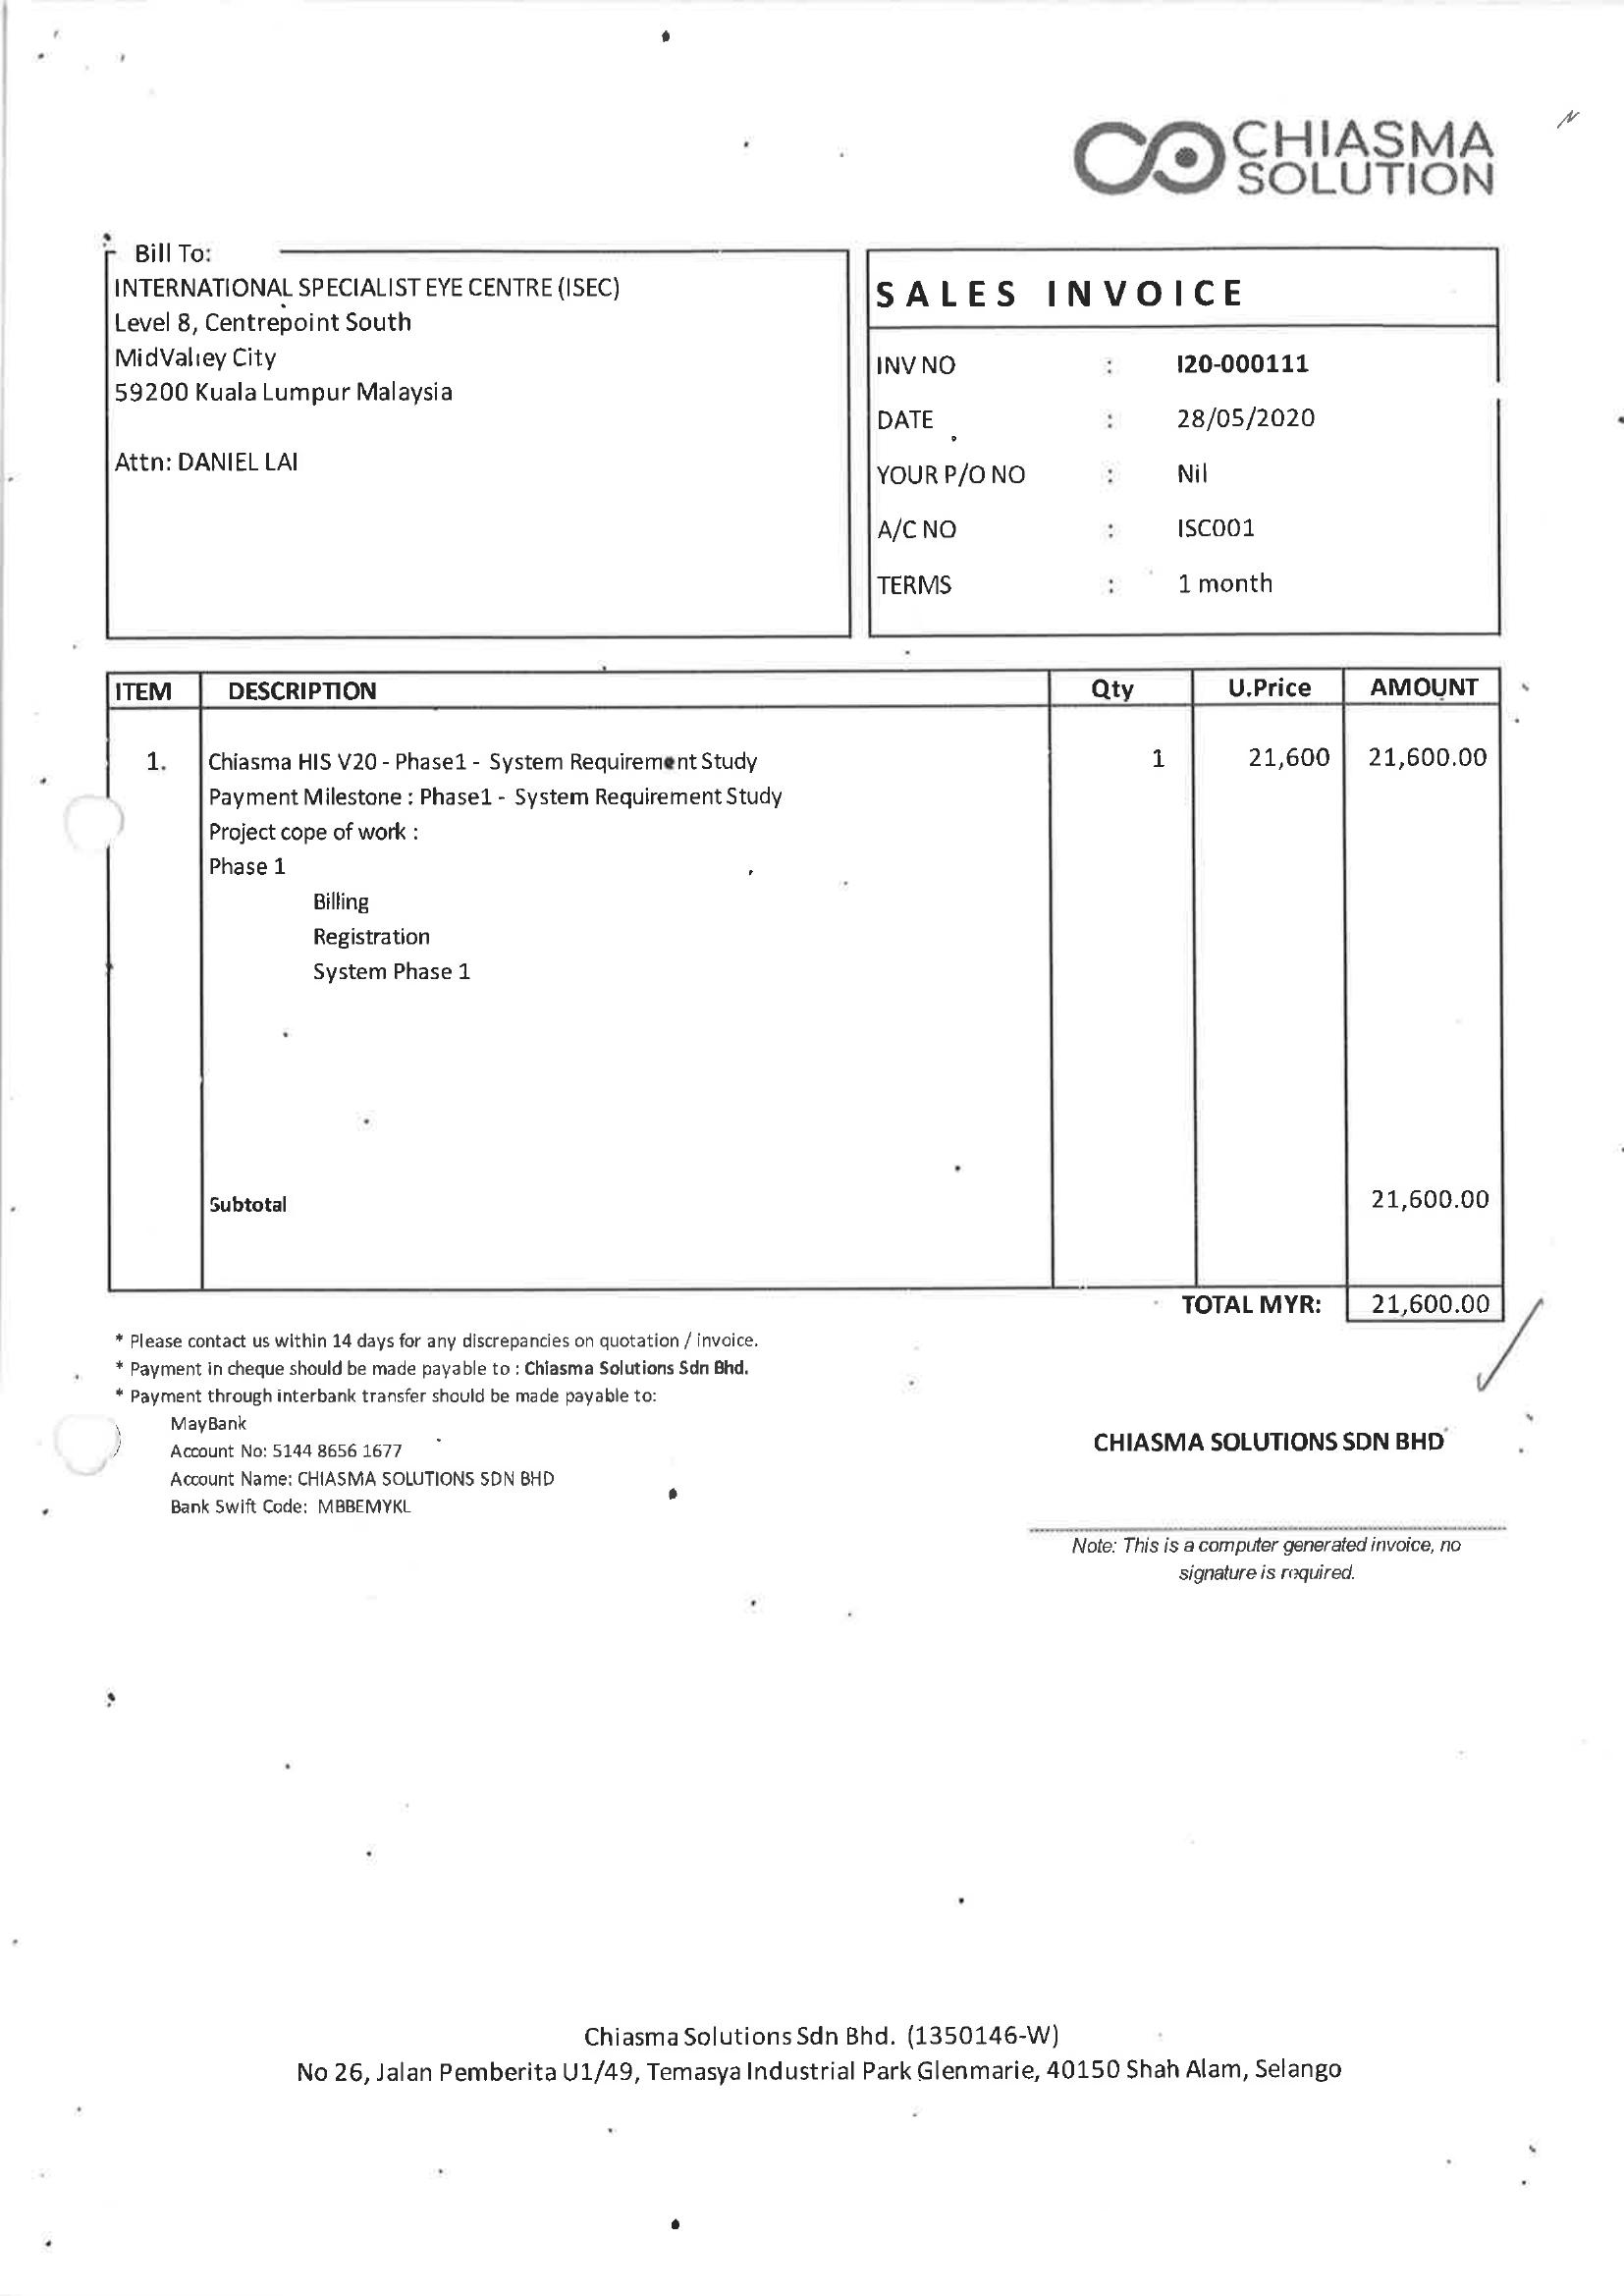 CHIASMA
SOLUTION
Bill To:
INTERNATIONAL SPECIALIST EYE CENTRE (ISEC)
Level 8, Centrepoint South
MidValley City
59200 Kuala Lumpur Malaysia
Attn: DANIEL LAI
SALES INVOICE
INV NO : I20-000111
DATE : 28/05/2020
YOUR P/O NO : Nil
A/C NO : ISC001
TERMS : 1 month
ITEM DESCRIPTION Qty U.Price AMOUNT
1. Chiasma HIS V20 - Phase1 - System Requirement Study 1 21,600 21,600.00
Payment Milestone : Phase1 - System Requirement Study
Project cope of work :
Phase 1
Billing
Registration
System Phase 1
Subtotal 21,600.00
TOTAL MYR: 21,600.00
* Please contact us within 14 days for any discrepancies on quotation / invoice.
* Payment in cheque should be made payable to : Chiasma Solutions Sdn Bhd.
* Payment through interbank transfer should be made payable to:
MayBank
Account No: 5144 8656 1677
Account Name: CHIASMA SOLUTIONS SDN BHD
Bank Swift Code: MBBEMYKL
CHIASMA SOLUTIONS SDN BHD
Note: This is a computer generated invoice, no
signature is required.
Chiasma Solutions Sdn Bhd. (1350146-W)
No 26, Jalan Pemberita U1/49, Temasya Industrial Park Glenmarie, 40150 Shah Alam, Selango